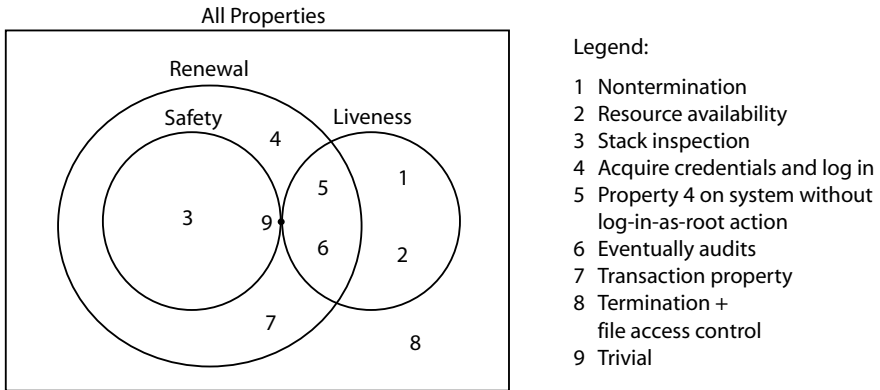 All Properties
Renewal
Safety
Liveness
4
5
1
3
9
6
2
7
8
Legend:
1 Nontermination
2 Resource availability
3 Stack inspection
4 Acquire credentials and log in
5 Property 4 on system without
log-in-as-root action
6 Eventually audits
7 Transaction property
8 Termination +
file access control
9 Trivial